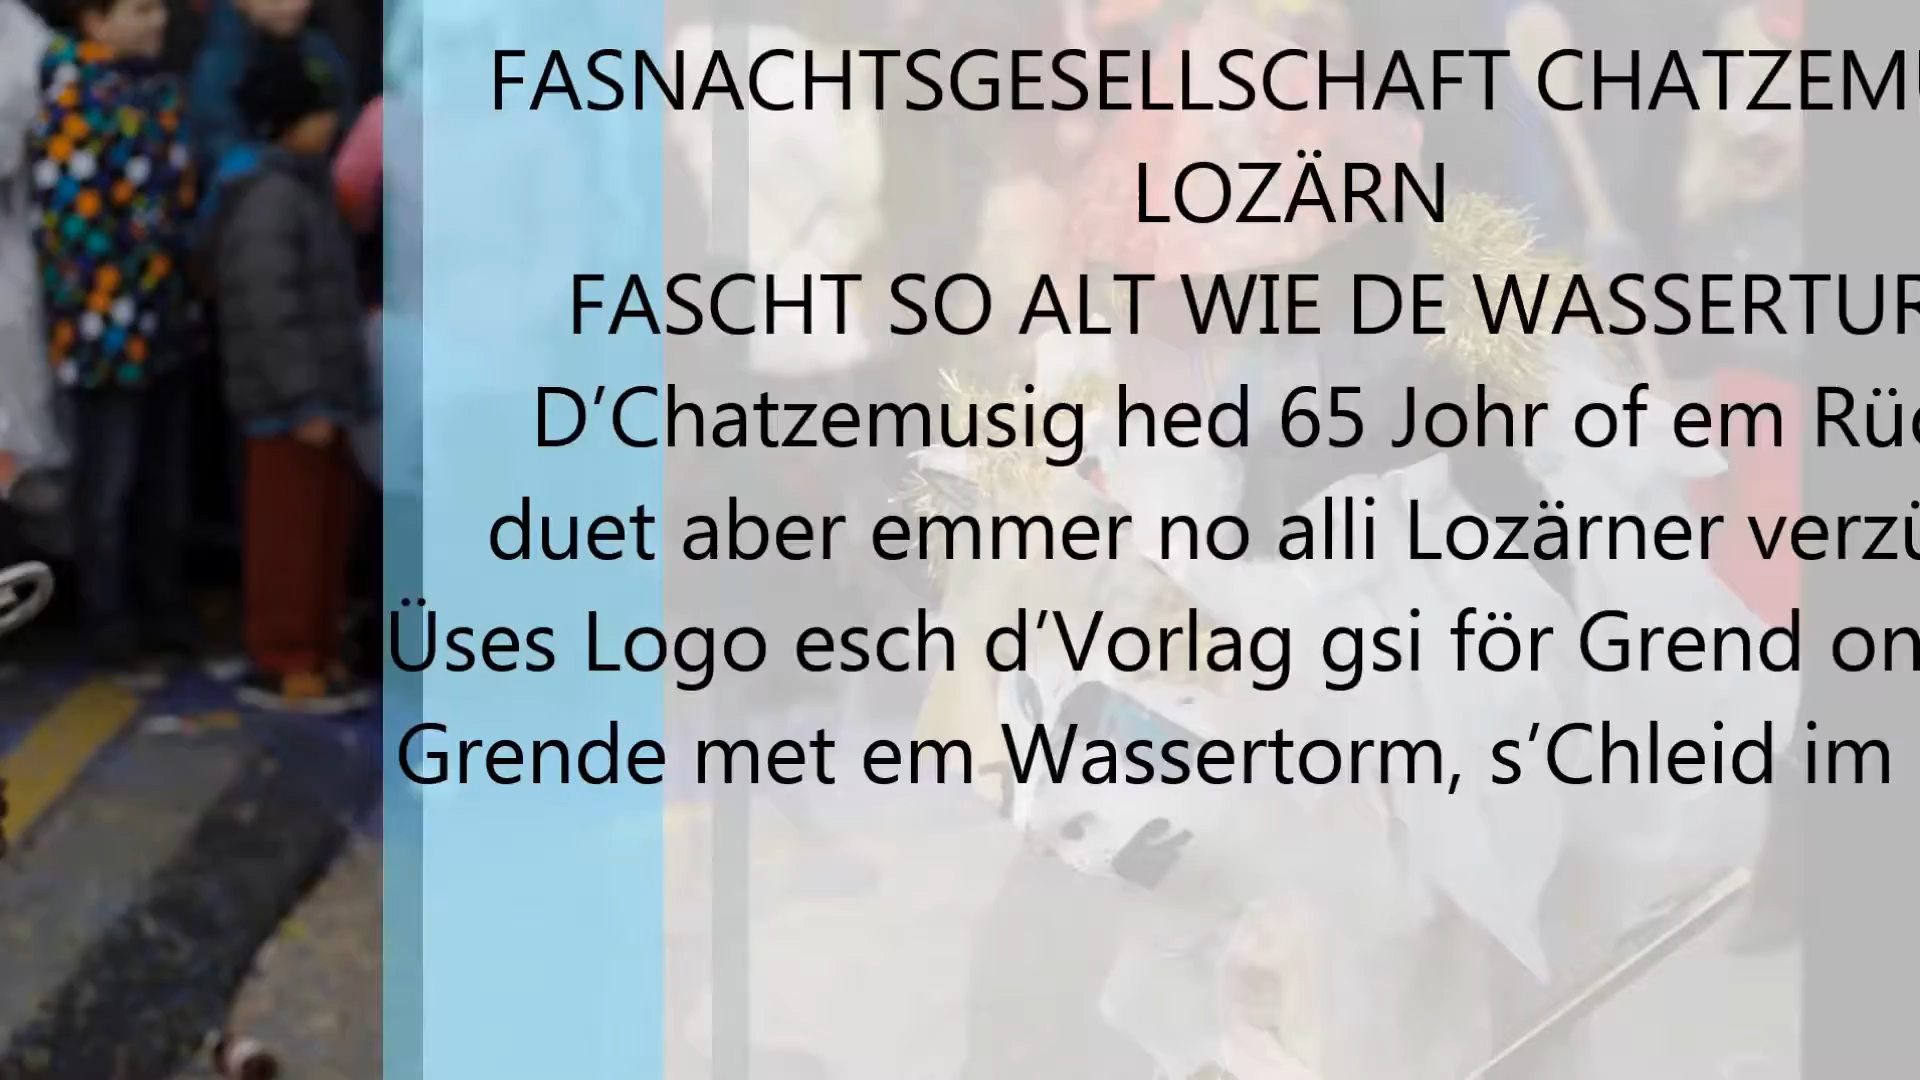 FASNACHTSGESELLSCHAFT CHATZEMU
LOZÄRN
FASCHT SO ALT WIE DE WASSERTUR
D’Chatzemusig hed 65 Johr of em Rüc
duet aber emmer no alli Lozärner verzü
Üses Logo esch d’Vorlag gsi för Grend on
Grende met em Wassertorm, s’Chleid im